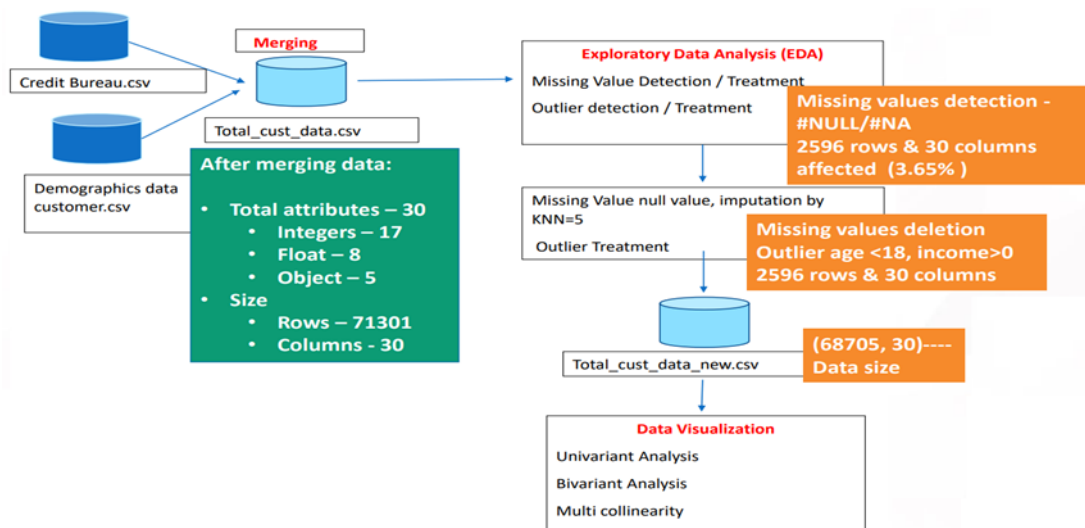 Merging
Credit Bureau.csv
Total_cust_data.csv
Demographics data
customer.csv
After merging data:
• Total attributes – 30
• Integers – 17
• Float – 8
• Object – 5
• Size
• Rows – 71301
• Columns - 30
Exploratory Data Analysis (EDA)
Missing Value Detection / Treatment
Outlier detection / Treatment
Missing values detection -
#NULL/#NA
2596 rows & 30 columns
affected (3.65% )
Missing Value null value, imputation by
KNN=5
Outlier Treatment
Missing values deletion
Outlier age <18, income>0
2596 rows & 30 columns
Total_cust_data_new.csv
(68705, 30)----
Data size
Data Visualization
Univariant Analysis
Bivariant Analysis
Multi collinearity